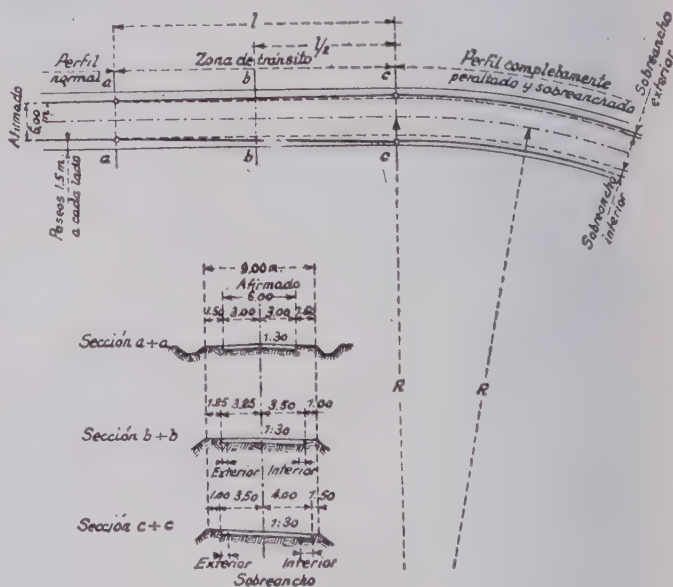 l
l/2
Perfil normal
Zona de tránsito
Perfil completamente peraltado y sobreanchado
Sobreancho exterior
a
b
c
Afirmado
6,00 m.
a
b
c
Paseos 1.5 m. a cada lado
Sobreancho interior
9,00 m.
Afirmado
6,00
1.50 3,00 3,00
Sección a+a
1:30
R
R
1.25 3,25 3,50 1,00
Sección b+b
1:30
Exterior Interior
1,00 3,50 4,00 1,50
Sección c+c
1:30
Exterior Interior
Sobreancho